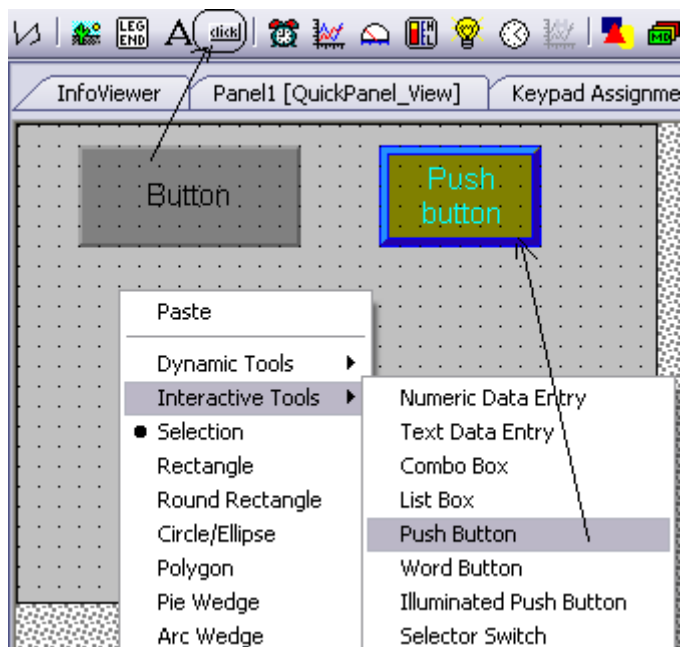 LEG
END
A
click
InfoViewer
Panel1 [QuickPanel_View]
Keypad Assignme
Button
Push
button
Paste
Dynamic Tools
Interactive Tools
Selection
Rectangle
Round Rectangle
Circle/Ellipse
Polygon
Pie Wedge
Arc Wedge
Numeric Data Entry
Text Data Entry
Combo Box
List Box
Push Button
Word Button
Illuminated Push Button
Selector Switch